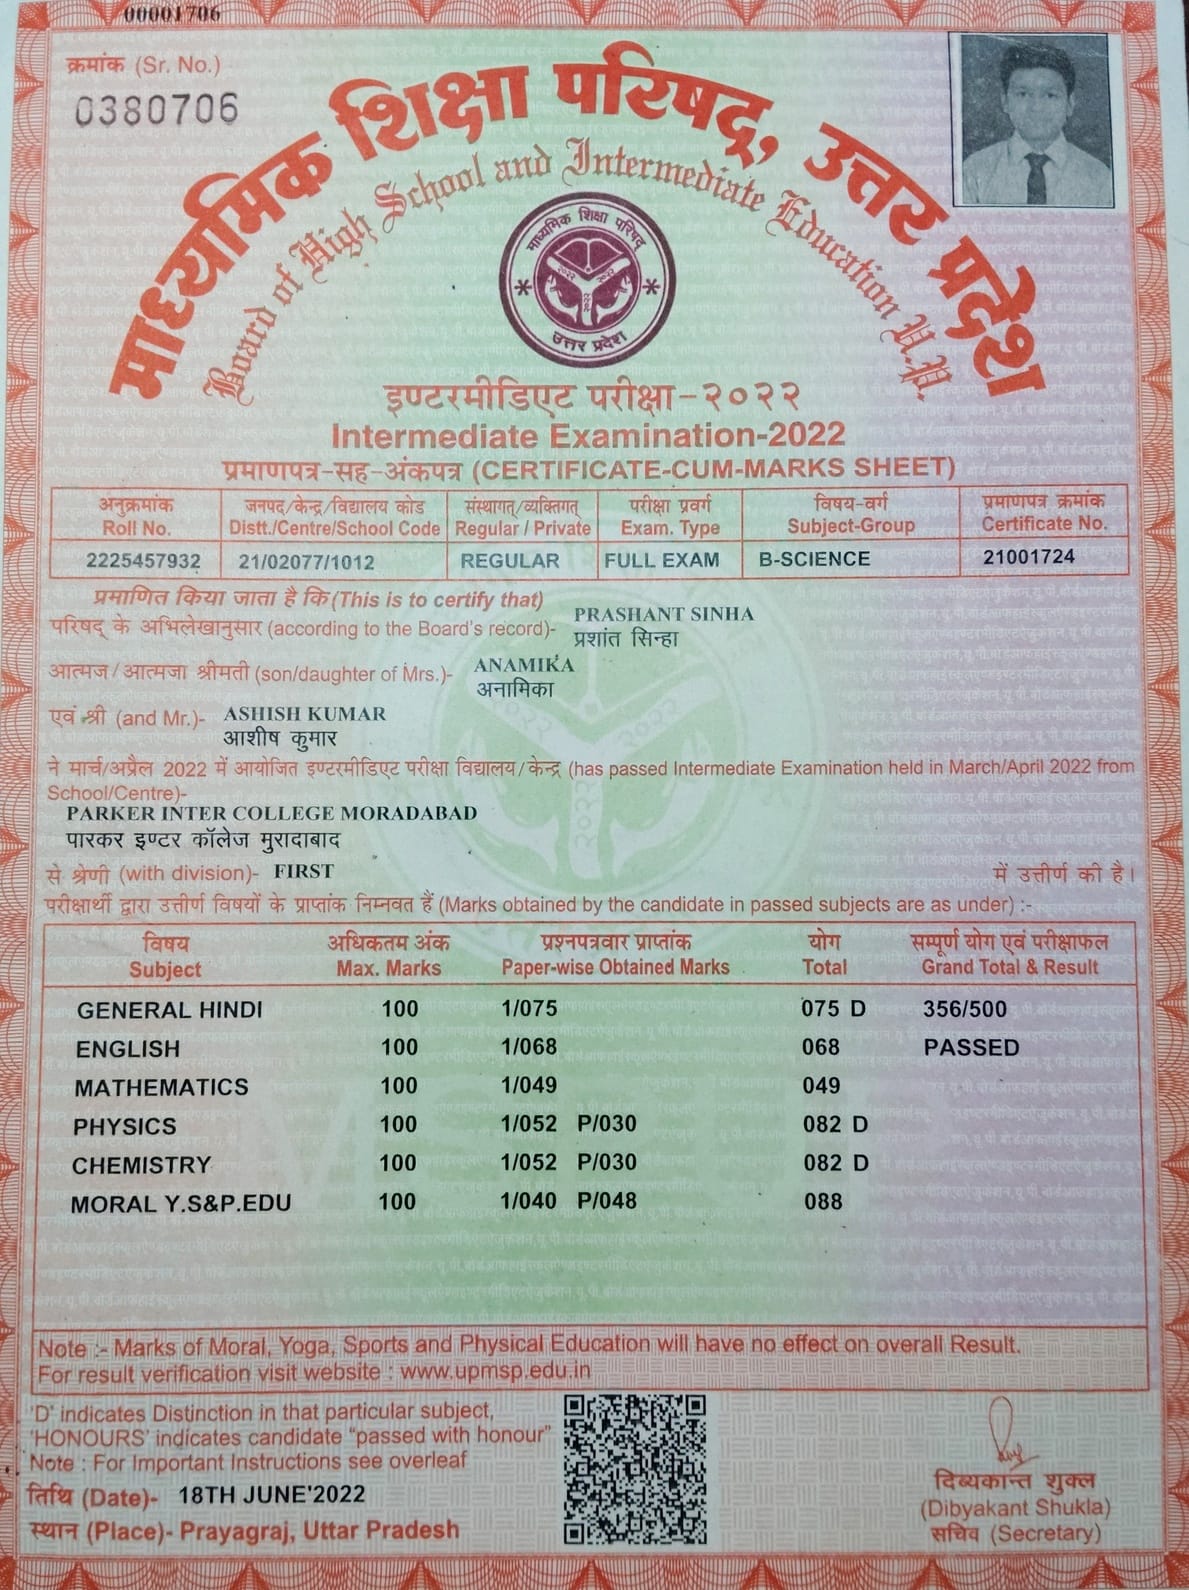 00001706
क्रमांक (Sr. No.)
0380706
माध्यमिक शिक्षा परिषद्, उत्तर प्रदेश
Board of High School and Intermediate Education U.P.
माध्यमिक शिक्षा परिषद्
२०२२ २०२२
२०२२
उत्तर प्रदेश
इण्टरमीडिएट परीक्षा-२०२२
Intermediate Examination-2022
प्रमाणपत्र-सह-अंकपत्र (CERTIFICATE-CUM-MARKS SHEET)
अनुक्रमांक जनपद/केन्द्र/विद्यालय कोड संस्थागत्/व्यक्तिगत् परीक्षा प्रवर्ग विषय-वर्ग प्रमाणपत्र क्रमांक
Roll No. Distt./Centre/School Code Regular / Private Exam. Type Subject-Group Certificate No.
2225457932 21/02077/1012 REGULAR FULL EXAM B-SCIENCE 21001724
प्रमाणित किया जाता है कि (This is to certify that)
PRASHANT SINHA
परिषद् के अभिलेखानुसार (according to the Board's record)- प्रशांत सिन्हा
आत्मज/आत्मजा श्रीमती (son/daughter of Mrs.)- ANAMIKA
अनामिका
एवं श्री (and Mr.)- ASHISH KUMAR
आशीष कुमार
ने मार्च/अप्रैल 2022 में आयोजित इण्टरमीडिएट परीक्षा विद्यालय/केन्द्र (has passed Intermediate Examination held in March/April 2022 from
School/Centre)-
PARKER INTER COLLEGE MORADABAD
पारकर इण्टर कॉलेज मुरादाबाद
से श्रेणी (with division)- FIRST में उत्तीर्ण की है।
परीक्षार्थी द्वारा उत्तीर्ण विषयों के प्राप्तांक निम्नवत हैं (Marks obtained by the candidate in passed subjects are as under) :-
विषय अधिकतम अंक प्रश्नपत्रवार प्राप्तांक योग सम्पूर्ण योग एवं परीक्षाफल
Subject Max. Marks Paper-wise Obtained Marks Total Grand Total & Result
GENERAL HINDI 100 1/075 075 D 356/500
ENGLISH 100 1/068 068 PASSED
MATHEMATICS 100 1/049 049
PHYSICS 100 1/052 P/030 082 D
CHEMISTRY 100 1/052 P/030 082 D
MORAL Y.S&P.EDU 100 1/040 P/048 088
Note :- Marks of Moral, Yoga, Sports and Physical Education will have no effect on overall Result.
For result verification visit website : www.upmsp.edu.in
'D' indicates Distinction in that particular subject,
'HONOURS' indicates candidate "passed with honour"
Note : For Important Instructions see overleaf
तिथि (Date)- 18TH JUNE'2022
स्थान (Place)- Prayagraj, Uttar Pradesh
दिब्यकान्त शुक्ल
(Dibyakant Shukla)
सचिव (Secretary)